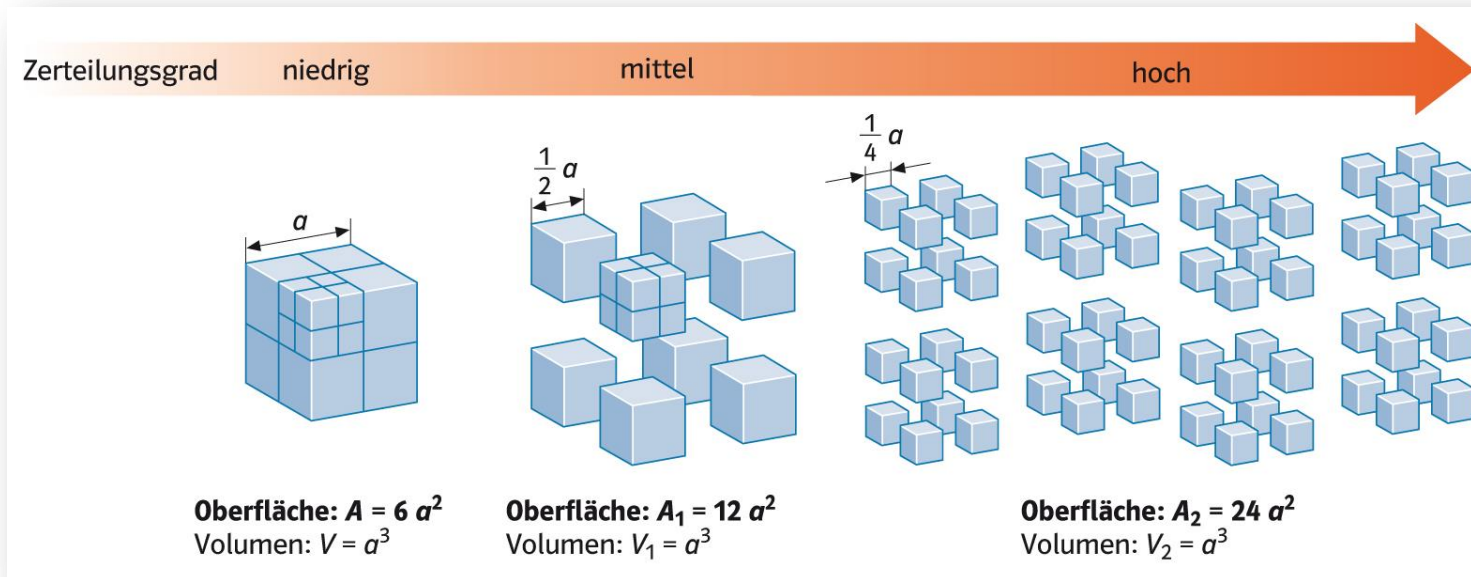 Zerteilungsgrad niedrig mittel hoch
a
1/2 a
1/4 a
Oberfläche: A = 6 a²
Volumen: V = a³
Oberfläche: A₁ = 12 a²
Volumen: V₁ = a³
Oberfläche: A₂ = 24 a²
Volumen: V₂ = a³